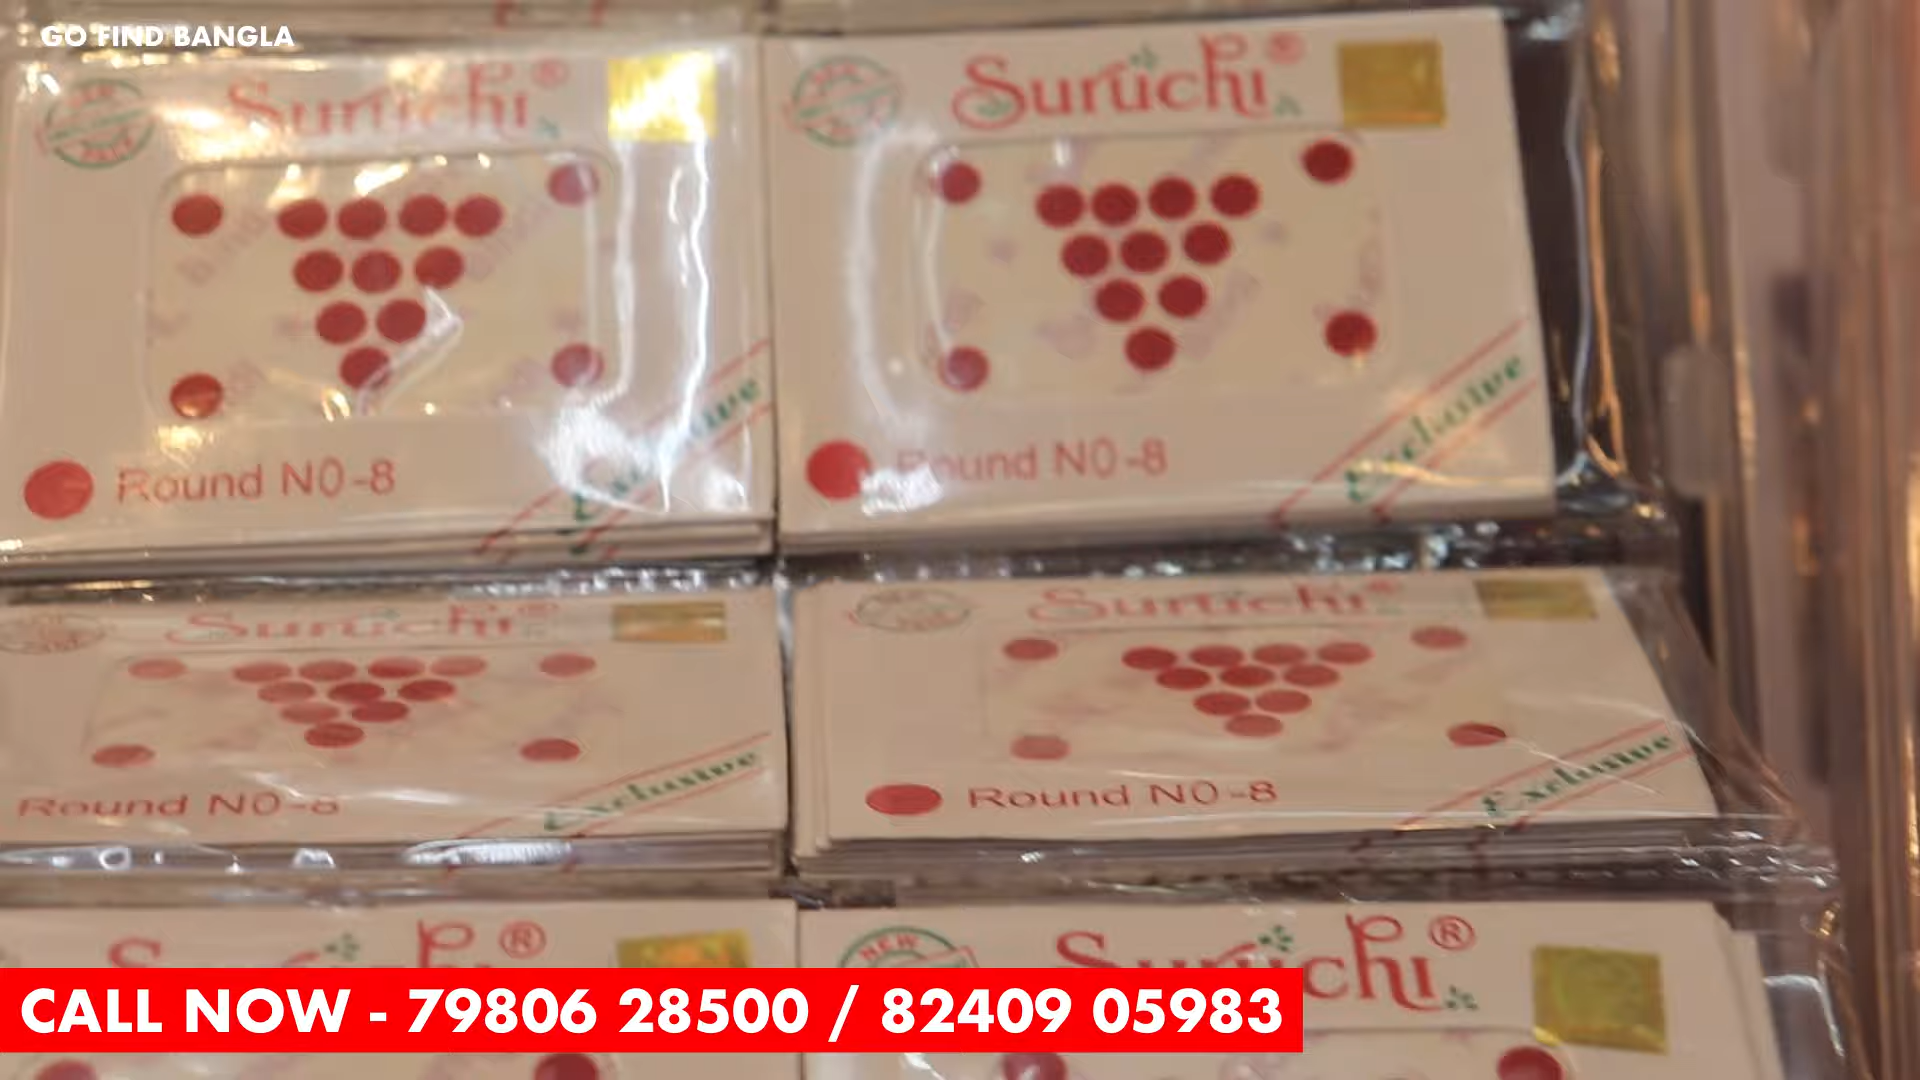 GO FIND BANGLA
Suruchi®
Suruchi®
Round NO-8
Exclusive
Round NO-8
Exclusive
Suruchi®
Suruchi®
Round NO-8
Exclusive
Round NO-8
Exclusive
®
NEW
Suruchi®
CALL NOW - 79806 28500 / 82409 05983